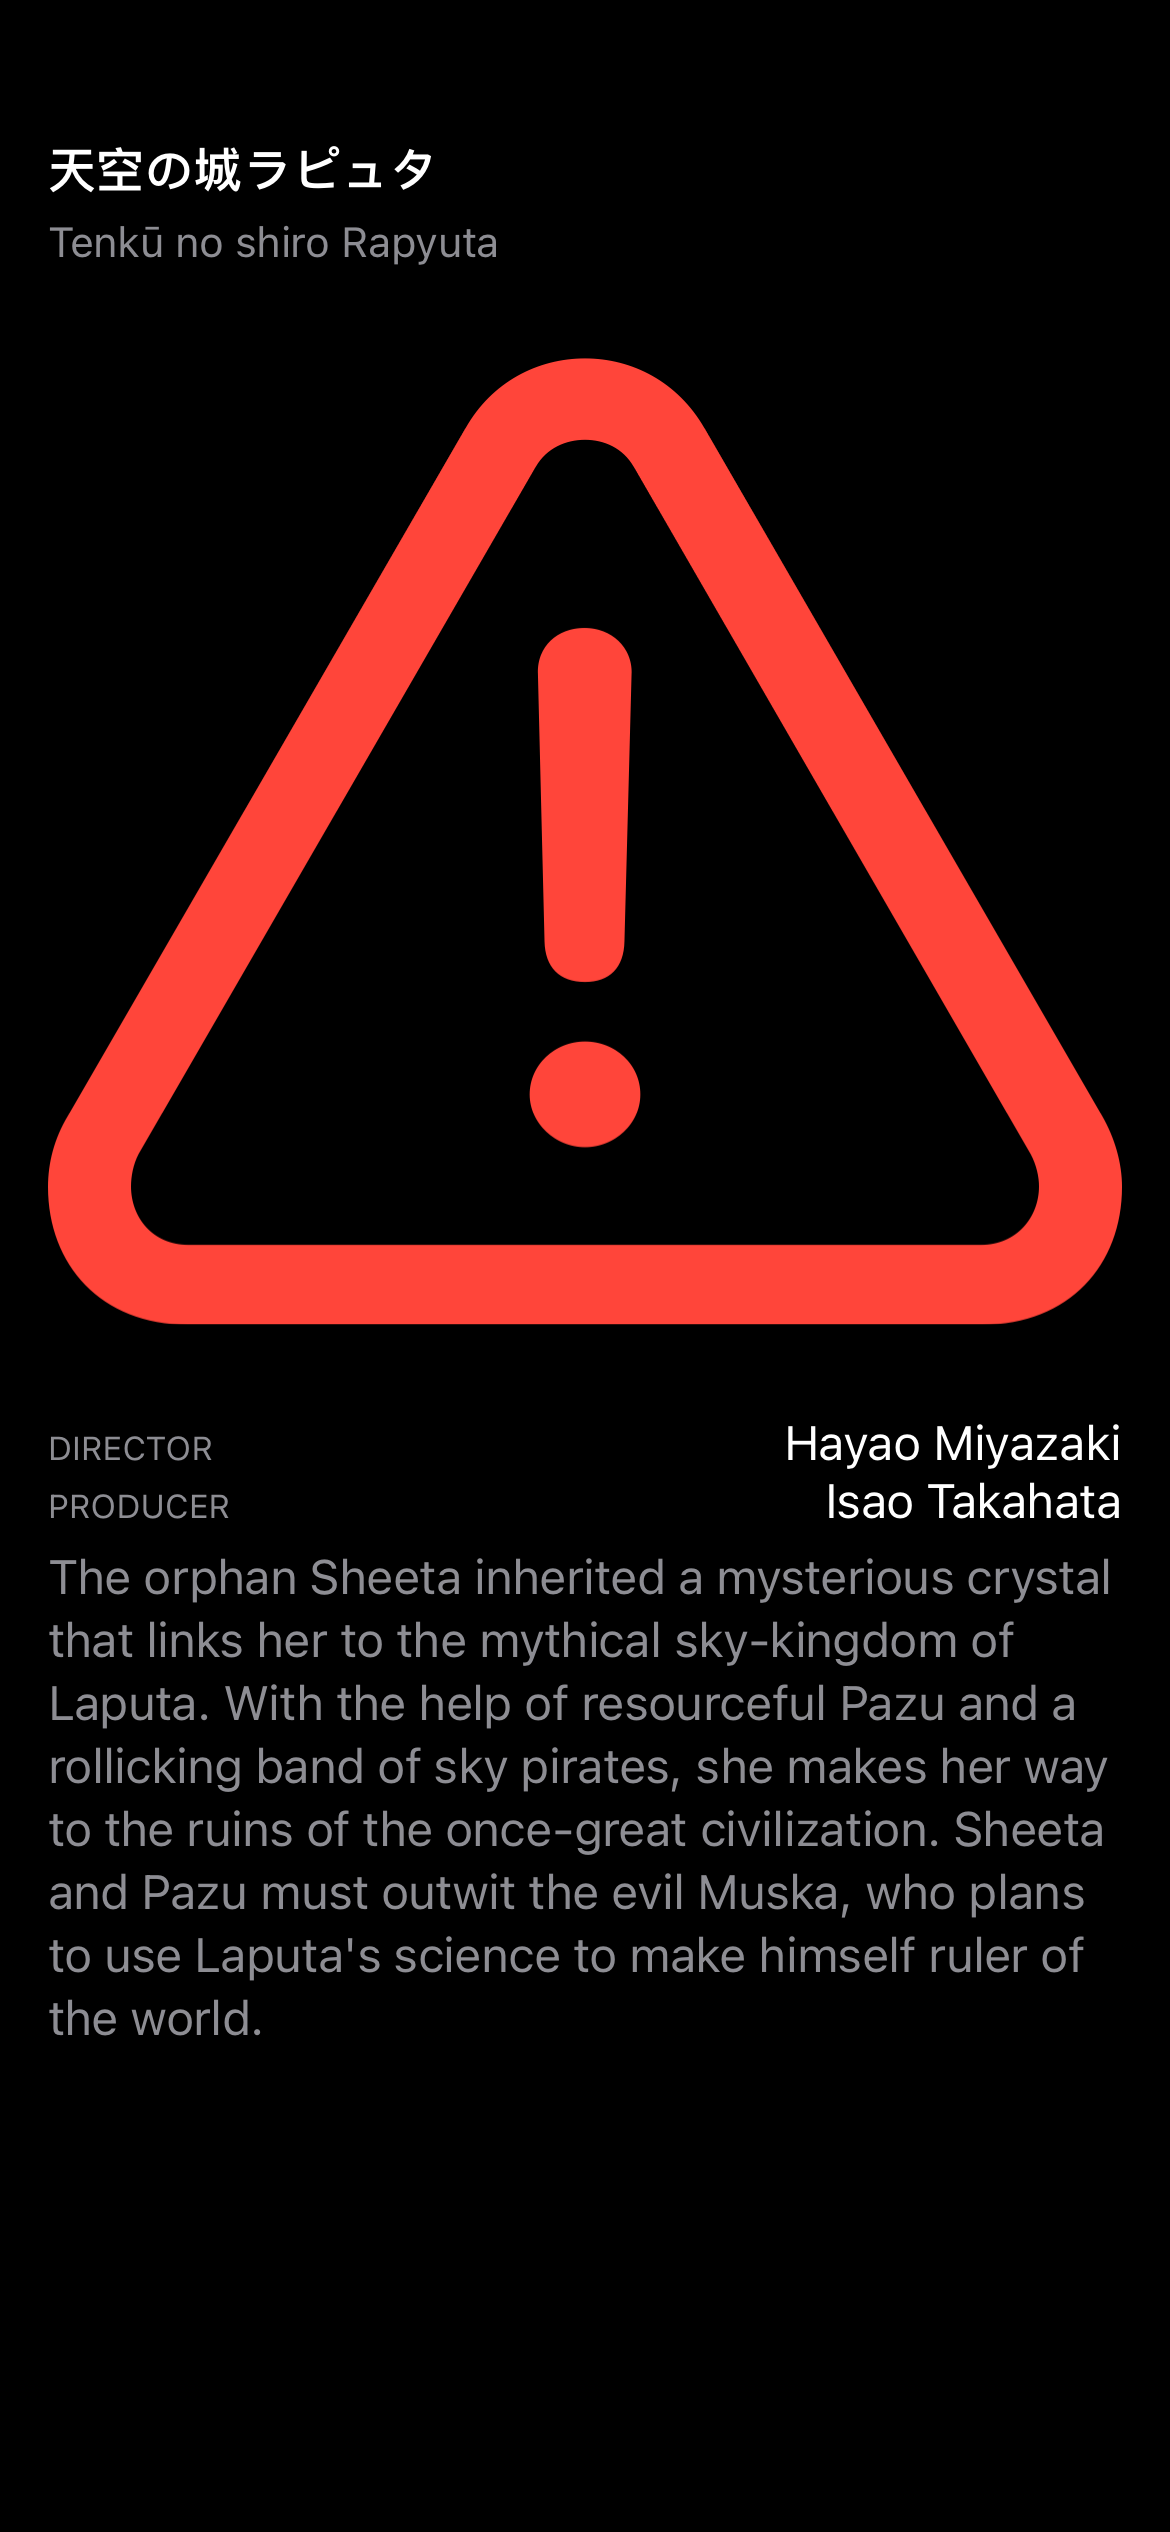 天空の城ラピュタ
Tenkū no shiro Rapyuta
DIRECTOR Hayao Miyazaki
PRODUCER Isao Takahata
The orphan Sheeta inherited a mysterious crystal
that links her to the mythical sky-kingdom of
Laputa. With the help of resourceful Pazu and a
rollicking band of sky pirates, she makes her way
to the ruins of the once-great civilization. Sheeta
and Pazu must outwit the evil Muska, who plans
to use Laputa's science to make himself ruler of
the world.